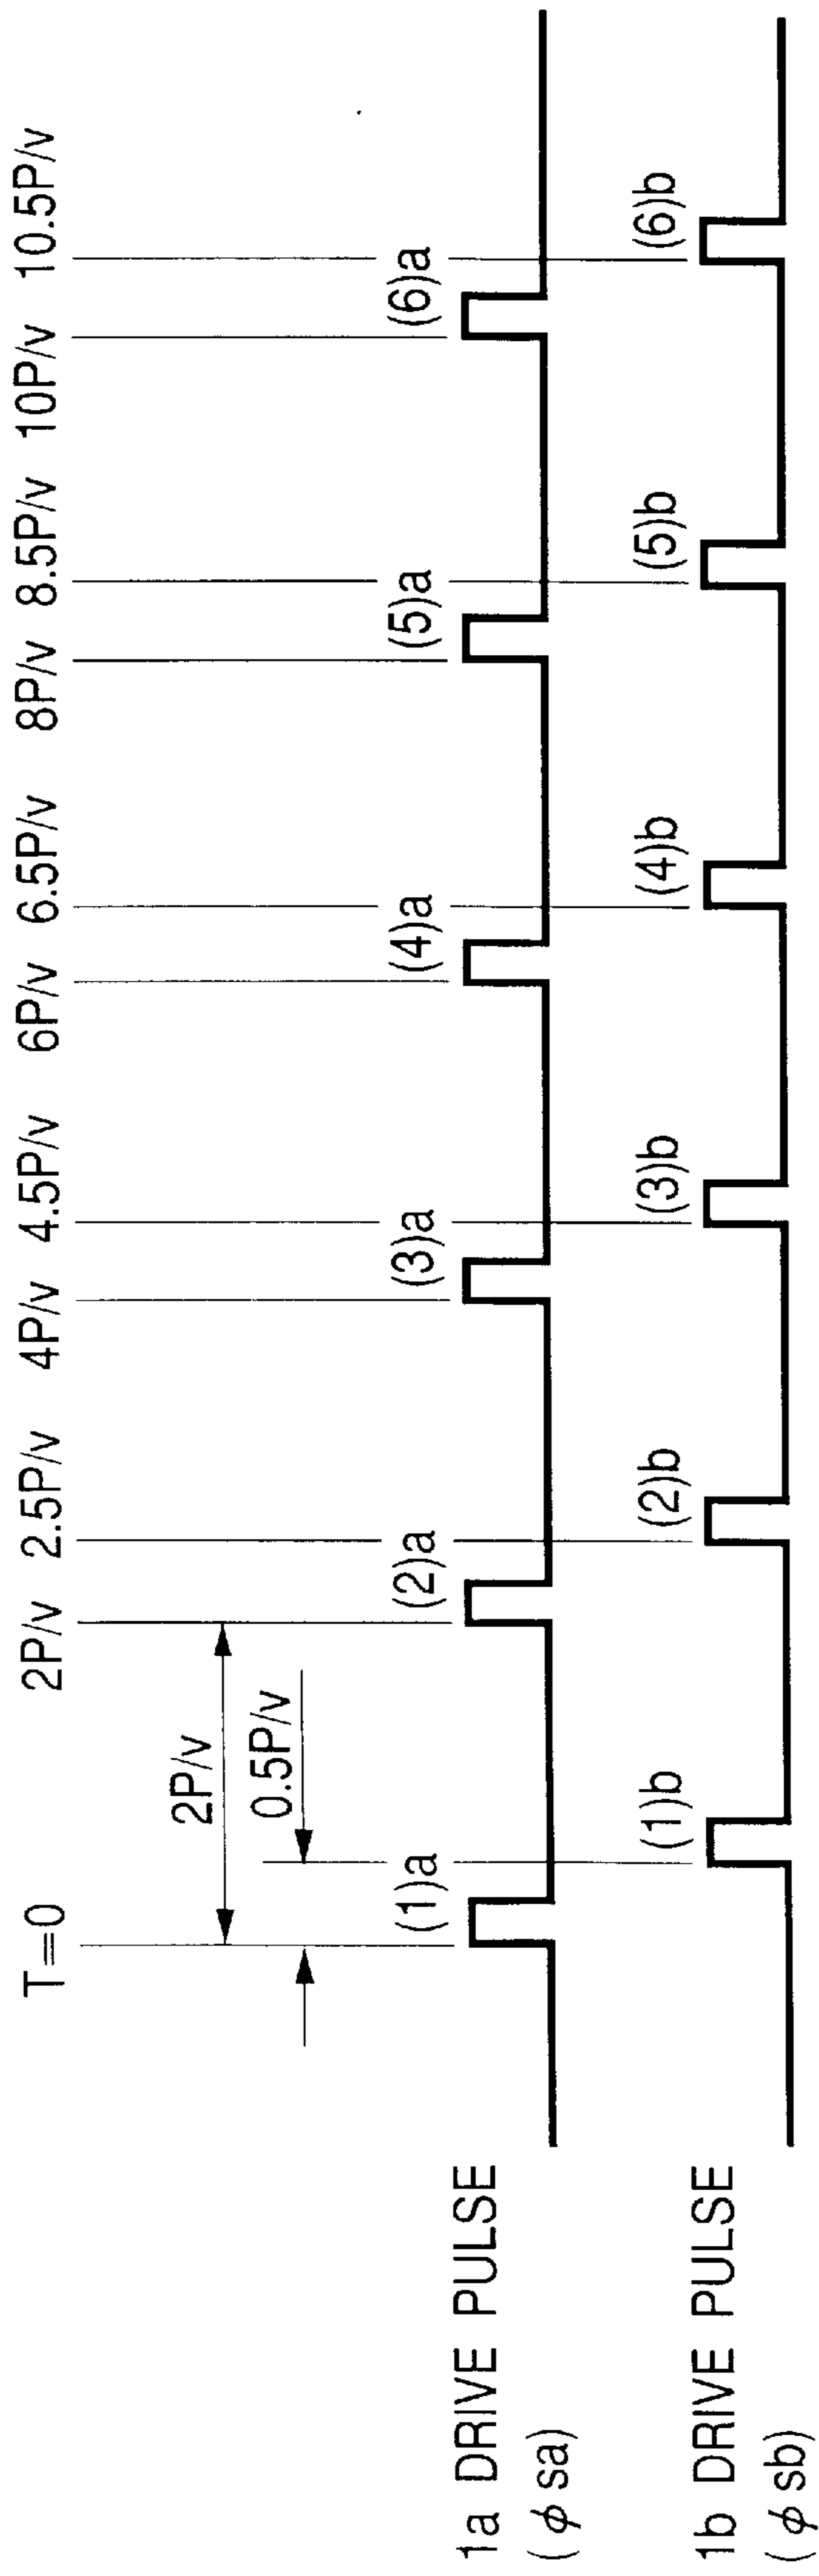 T=0 2P/v 2.5P/v 4P/v 4.5P/v 6P/v 6.5P/v 8P/v 8.5P/v 10P/v 10.5P/v
2P/v
0.5P/v
(1)a (2)a (3)a (4)a (5)a (6)a
1a DRIVE PULSE
(ϕsa)
(1)b (2)b (3)b (4)b (5)b (6)b
1b DRIVE PULSE
(ϕsb)